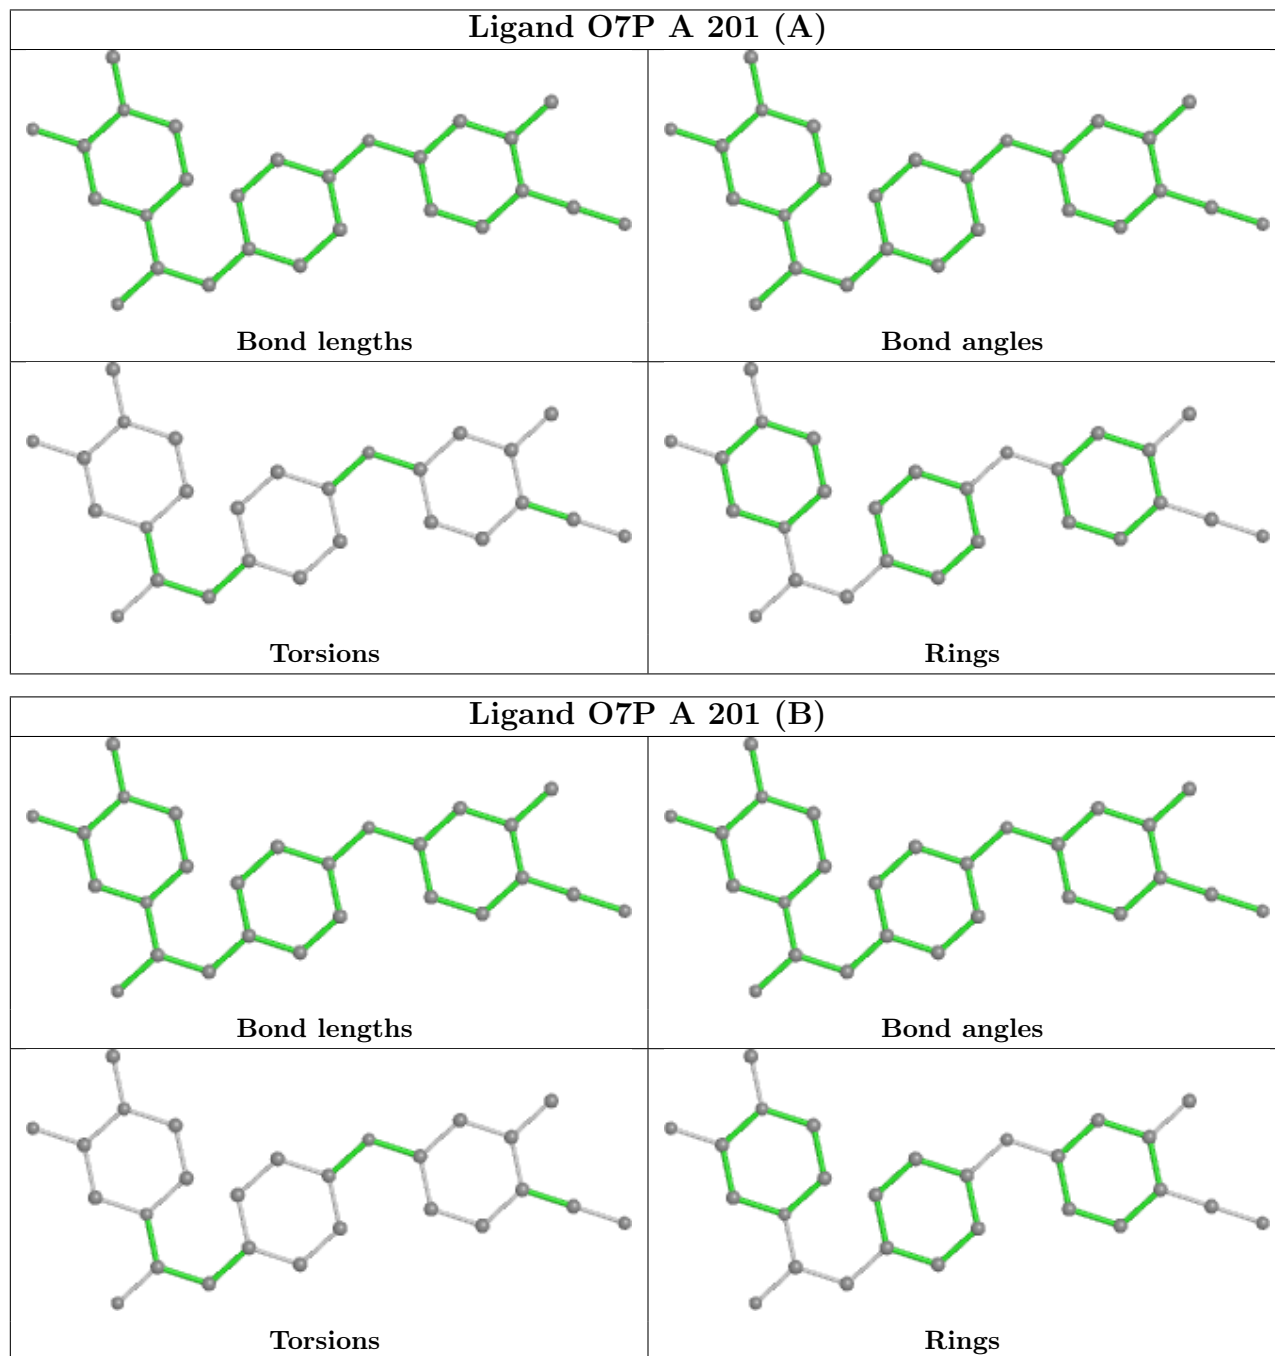 Ligand O7P A 201 (A)
Bond lengths
Bond angles
Torsions
Rings
Ligand O7P A 201 (B)
Bond lengths
Bond angles
Torsions
Rings